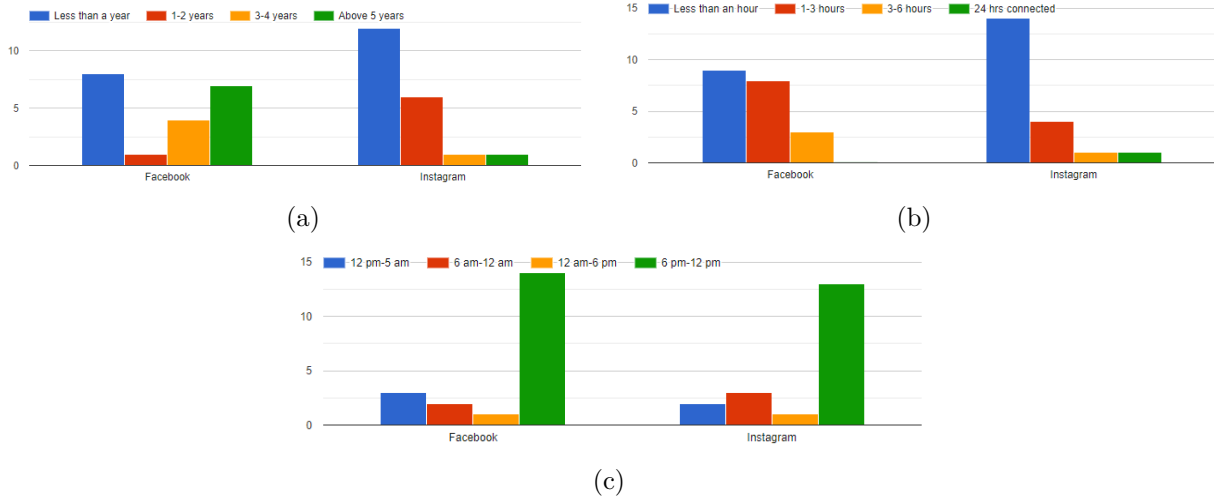 Less than a year 1-2 years 3-4 years Above 5 years
10
5
0
Facebook Instagram
(a)
15
Less than an hour 1-3 hours 3-6 hours 24 hrs connected
10
5
0
Facebook Instagram
(b)
15
12 pm-5 am 6 am-12 am 12 am-6 pm 6 pm-12 pm
10
5
0
Facebook Instagram
(c)